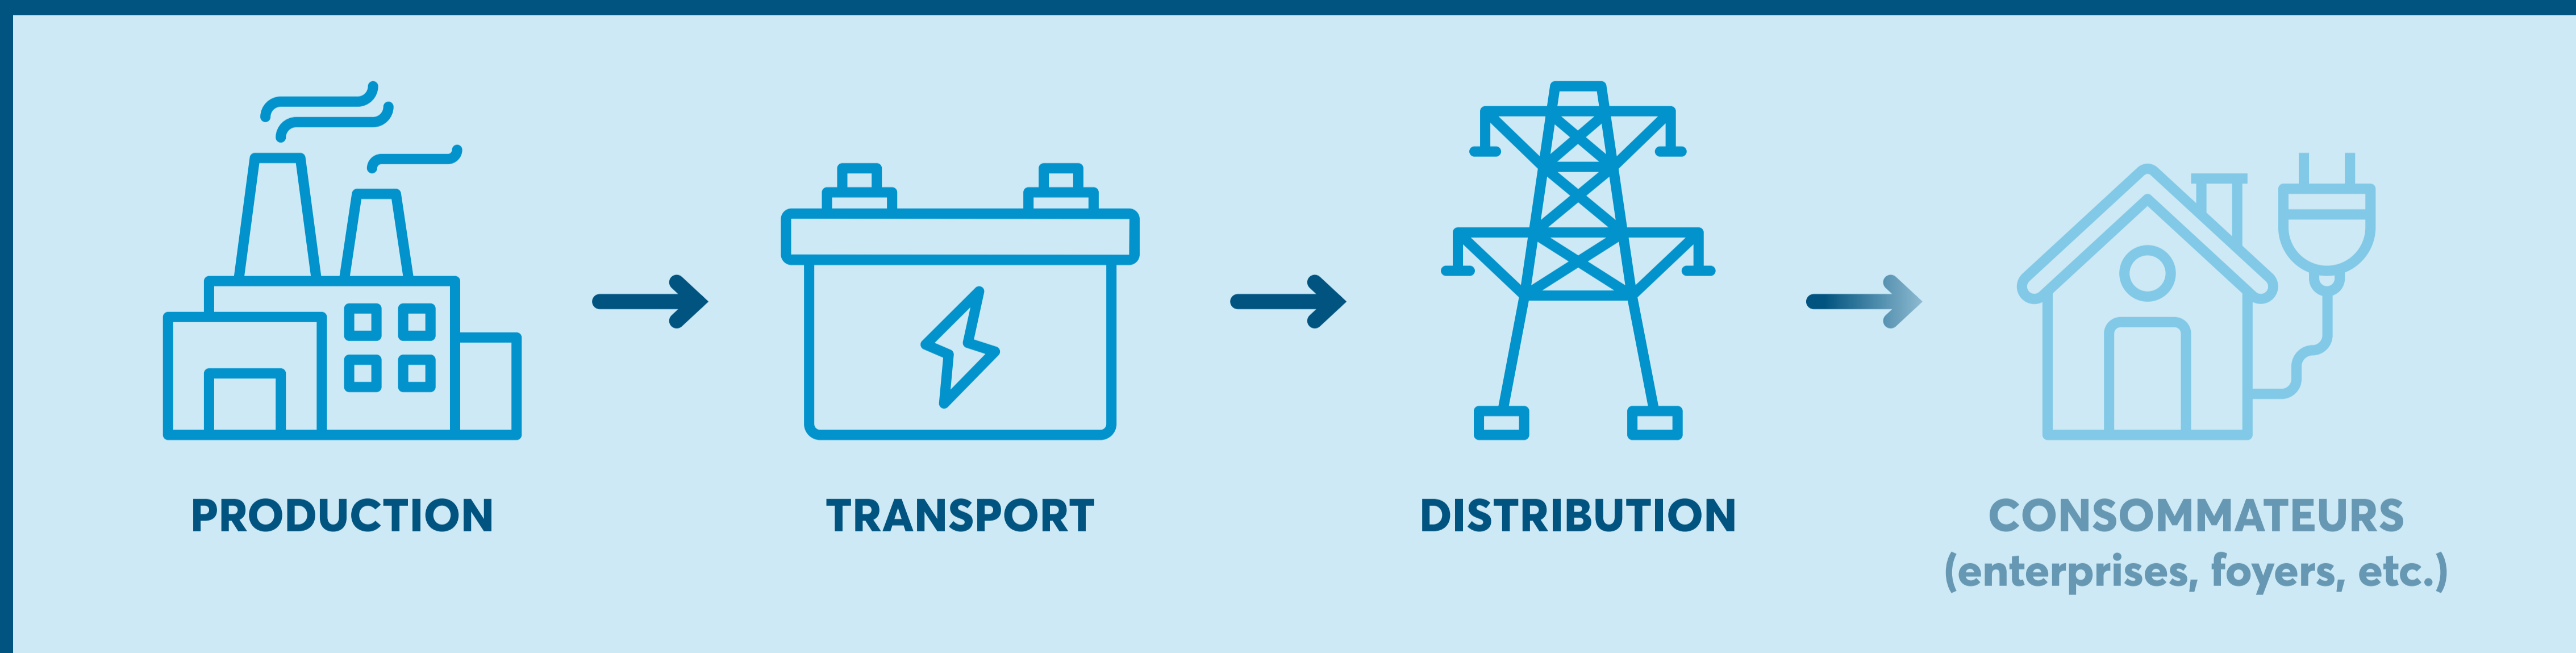 PRODUCTION
TRANSPORT
DISTRIBUTION
CONSOMMATEURS
(enterprises, foyers, etc.)